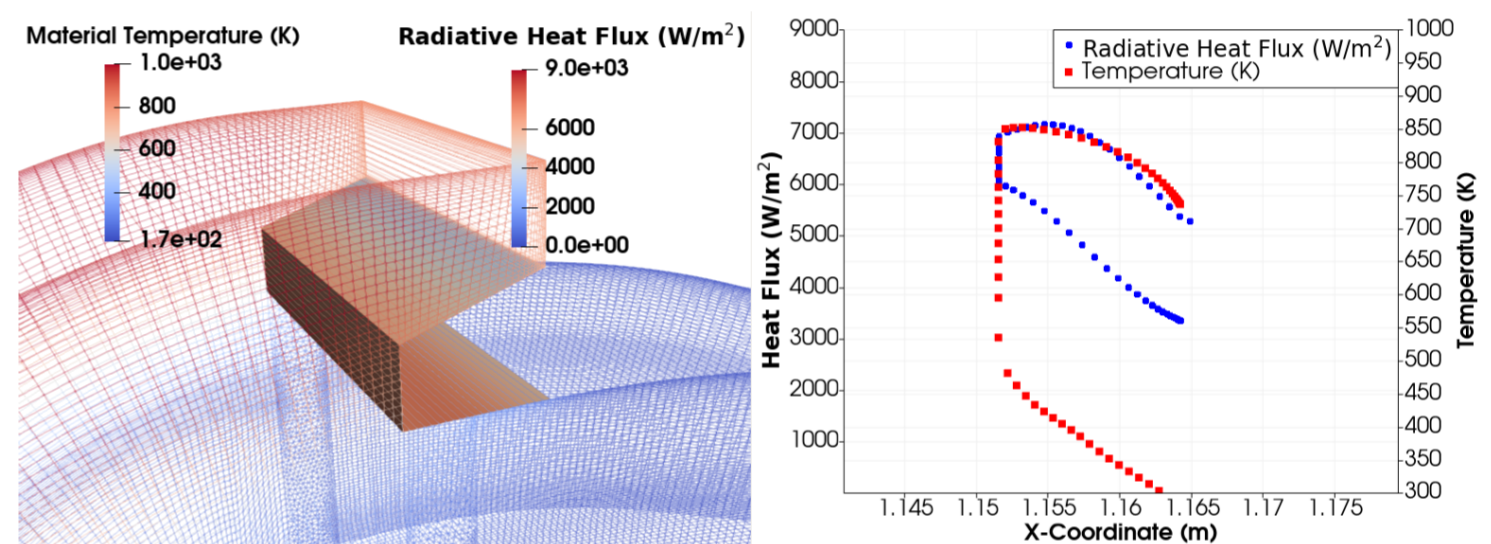 Material Temperature (K)
1.0e+03
800
600
400
1.7e+02
Radiative Heat Flux (W/m²)
9.0e+03
6000
4000
2000
0.0e+00
Heat Flux (W/m²)
9000
8000
7000
6000
5000
4000
3000
2000
1000
Radiative Heat Flux (W/m²)
Temperature (K)
1000
950
900
850
800
750
700
650
600
550
500
450
400
350
300
Temperature (K)
1.145 1.15 1.155 1.16 1.165 1.17 1.175
X-Coordinate (m)